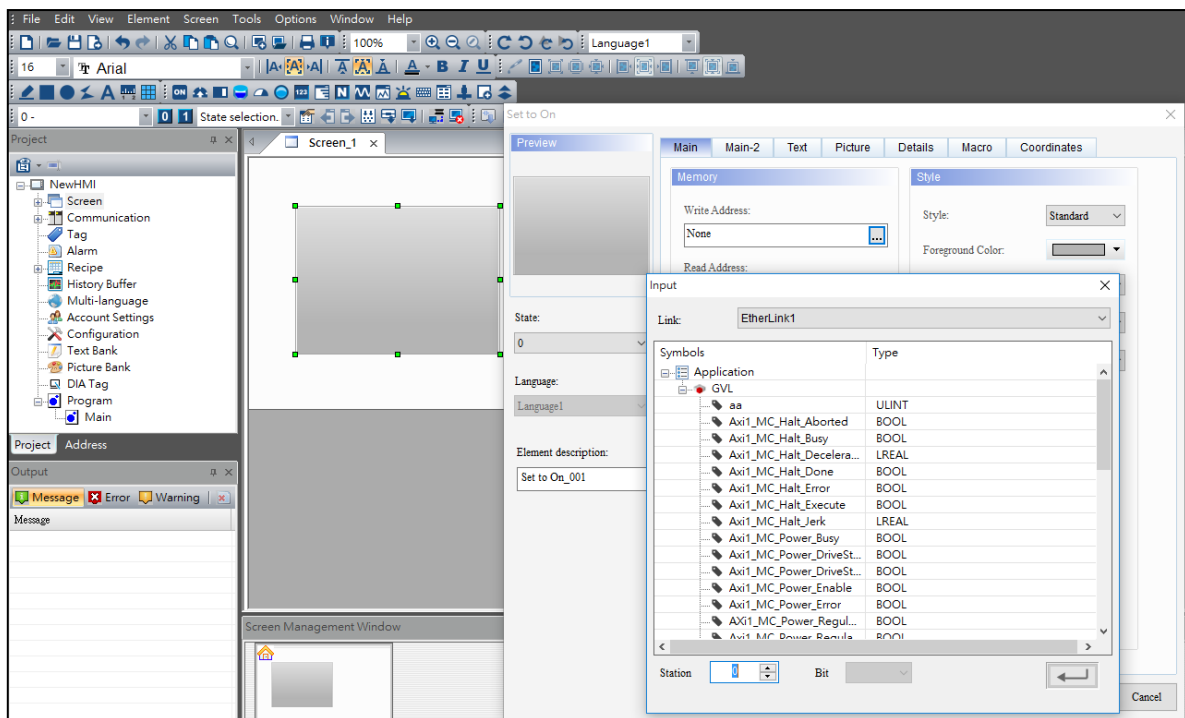 File Edit View Element Screen Tools Options Window Help
100% Language1
16 Arial
0 - 0 1 State selection.
Project
NewHMI
Screen
Communication
Tag
Alarm
Recipe
History Buffer
Multi-language
Account Settings
Configuration
Text Bank
Picture Bank
DIA Tag
Program
Main
Project Address
Output
Message Error Warning
Message
Screen_1
Screen Management Window
Set to On
Preview
State:
0
Language:
Language1
Element description:
Set to On_001
Main Main-2 Text Picture Details Macro Coordinates
Memory
Write Address:
None ...
Read Address:
Style
Style: Standard
Foreground Color:
Input
Link: EtherLink1
Symbols Type
Application
GVL
aa ULINT
Axi1_MC_Halt_Aborted BOOL
Axi1_MC_Halt_Busy BOOL
Axi1_MC_Halt_Decelera... LREAL
Axi1_MC_Halt_Done BOOL
Axi1_MC_Halt_Error BOOL
Axi1_MC_Halt_Execute BOOL
Axi1_MC_Halt_Jerk LREAL
Axi1_MC_Power_Busy BOOL
Axi1_MC_Power_DriveSt... BOOL
Axi1_MC_Power_DriveSt... BOOL
Axi1_MC_Power_Enable BOOL
Axi1_MC_Power_Error BOOL
AXi1_MC_Power_Regul... BOOL
Axi1_MC_Power_Regula... BOOL
Station 0 Bit
Cancel